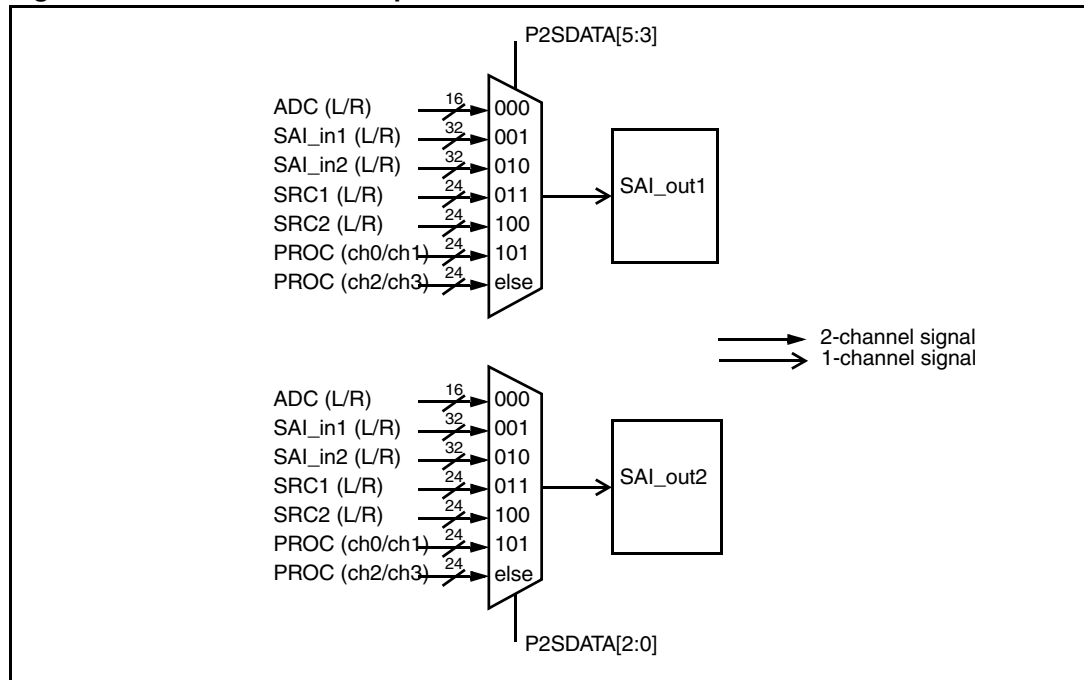 P2SDATA[5:3]
ADC (L/R) 16 000
SAI_in1 (L/R) 32 001
SAI_in2 (L/R) 32 010
SRC1 (L/R) 24 011
SRC2 (L/R) 24 100
PROC (ch0/ch1) 24 101
PROC (ch2/ch3) 24 else
SAI_out1
2-channel signal
1-channel signal
ADC (L/R) 16 000
SAI_in1 (L/R) 32 001
SAI_in2 (L/R) 32 010
SRC1 (L/R) 24 011
SRC2 (L/R) 24 100
PROC (ch0/ch1) 24 101
PROC (ch2/ch3) 24 else
SAI_out2
P2SDATA[2:0]